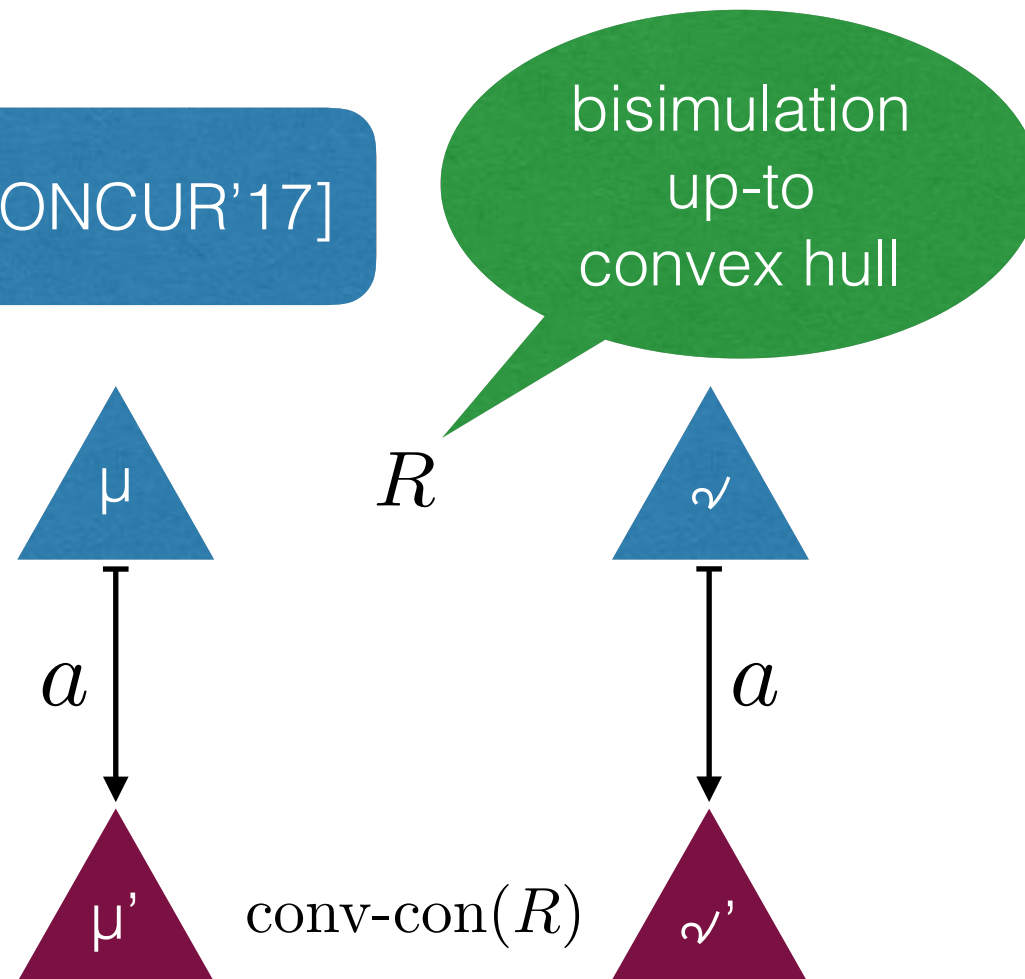 ONCUR'17]
bisimulation
up-to
convex hull
μ
R
a
a
μ'
conv-con(R)